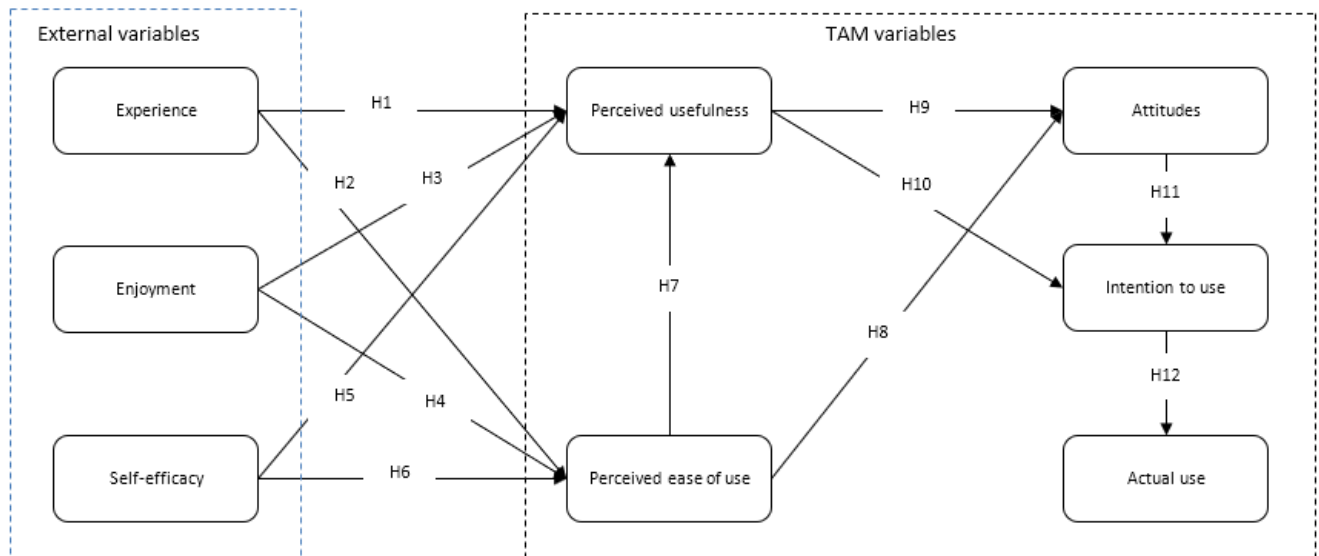 External variables
TAM variables
Experience
H1
Perceived usefulness
H9
Attitudes
H2
H3
H10
H11
Enjoyment
H7
Intention to use
H8
H5
H4
H12
Self-efficacy
H6
Perceived ease of use
Actual use